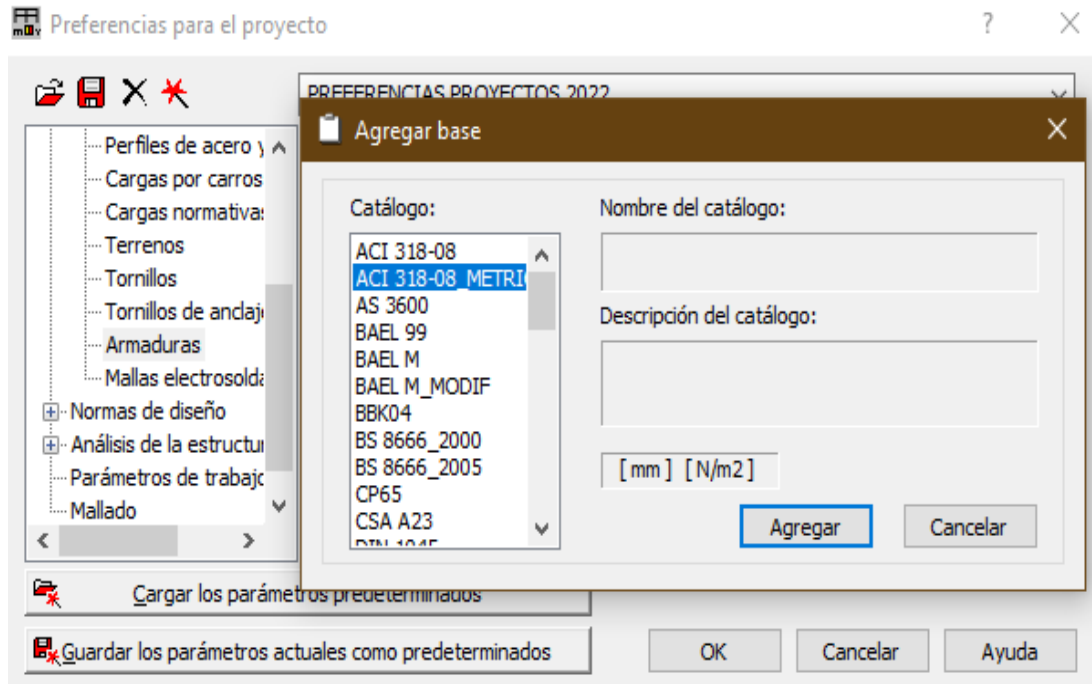 Preferencias para el proyecto
PREFERENCIAS PROYECTOS 2022
Perfiles de acero y
Cargas por carros
Cargas normativas
Terrenos
Tornillos
Tornillos de anclaj
Armaduras
Mallas electrosolda
Normas de diseño
Análisis de la estructur
Parámetros de trabajo
Mallado
Agregar base
Catálogo:
ACI 318-08
ACI 318-08_METRI
AS 3600
BAEL 99
BAEL M
BAEL M_MODIF
BBK04
BS 8666_2000
BS 8666_2005
CP65
CSA A23
DIN 1045
Nombre del catálogo:
Descripción del catálogo:
[ mm ] [ N/m2 ]
Agregar
Cancelar
Cargar los parámetros predeterminados
Guardar los parámetros actuales como predeterminados
OK
Cancelar
Ayuda